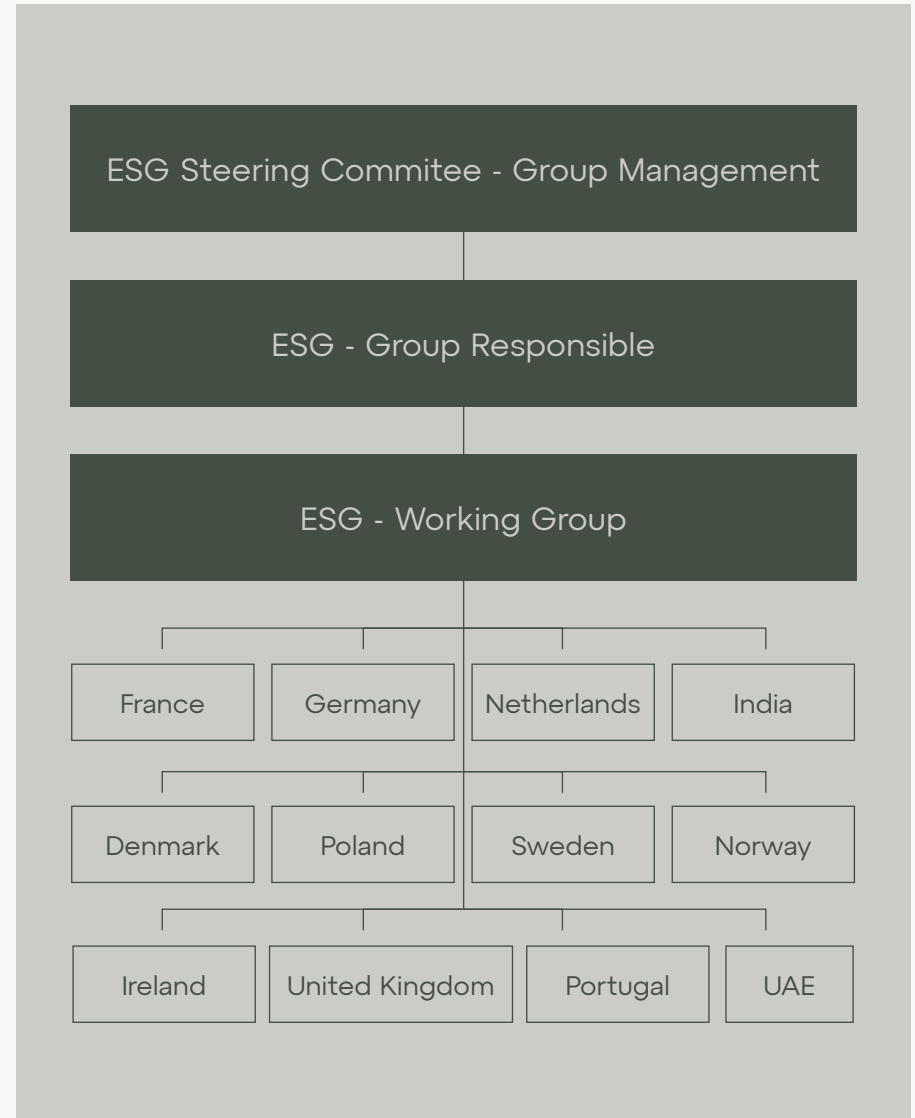 ESG Steering Commitee - Group Management
ESG - Group Responsible
ESG - Working Group
France
Germany
Netherlands
India
Denmark
Poland
Sweden
Norway
Ireland
United Kingdom
Portugal
UAE